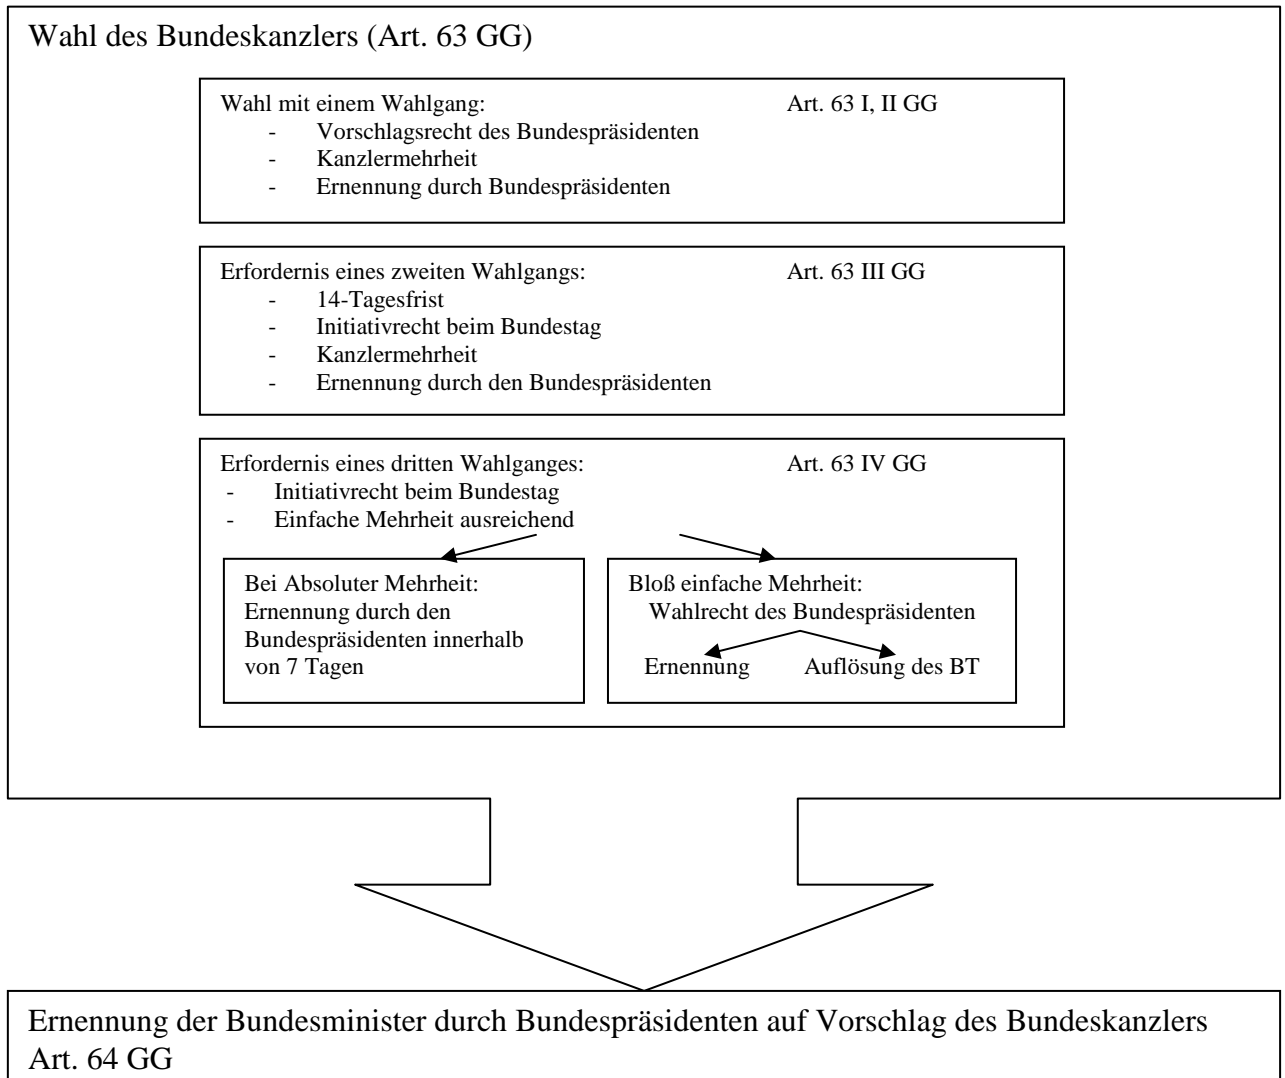 Wahl des Bundeskanzlers (Art. 63 GG)
Wahl mit einem Wahlgang: Art. 63 I, II GG
- Vorschlagsrecht des Bundespräsidenten
- Kanzlermehrheit
- Ernennung durch Bundespräsidenten
Erfordernis eines zweiten Wahlgangs: Art. 63 III GG
- 14-Tagesfrist
- Initiativrecht beim Bundestag
- Kanzlermehrheit
- Ernennung durch den Bundespräsidenten
Erfordernis eines dritten Wahlganges: Art. 63 IV GG
- Initiativrecht beim Bundestag
- Einfache Mehrheit ausreichend
Bei Absoluter Mehrheit:
Ernennung durch den
Bundespräsidenten innerhalb
von 7 Tagen
Bloß einfache Mehrheit:
Wahlrecht des Bundespräsidenten
Ernennung Auflösung des BT
Ernennung der Bundesminister durch Bundespräsidenten auf Vorschlag des Bundeskanzlers
Art. 64 GG